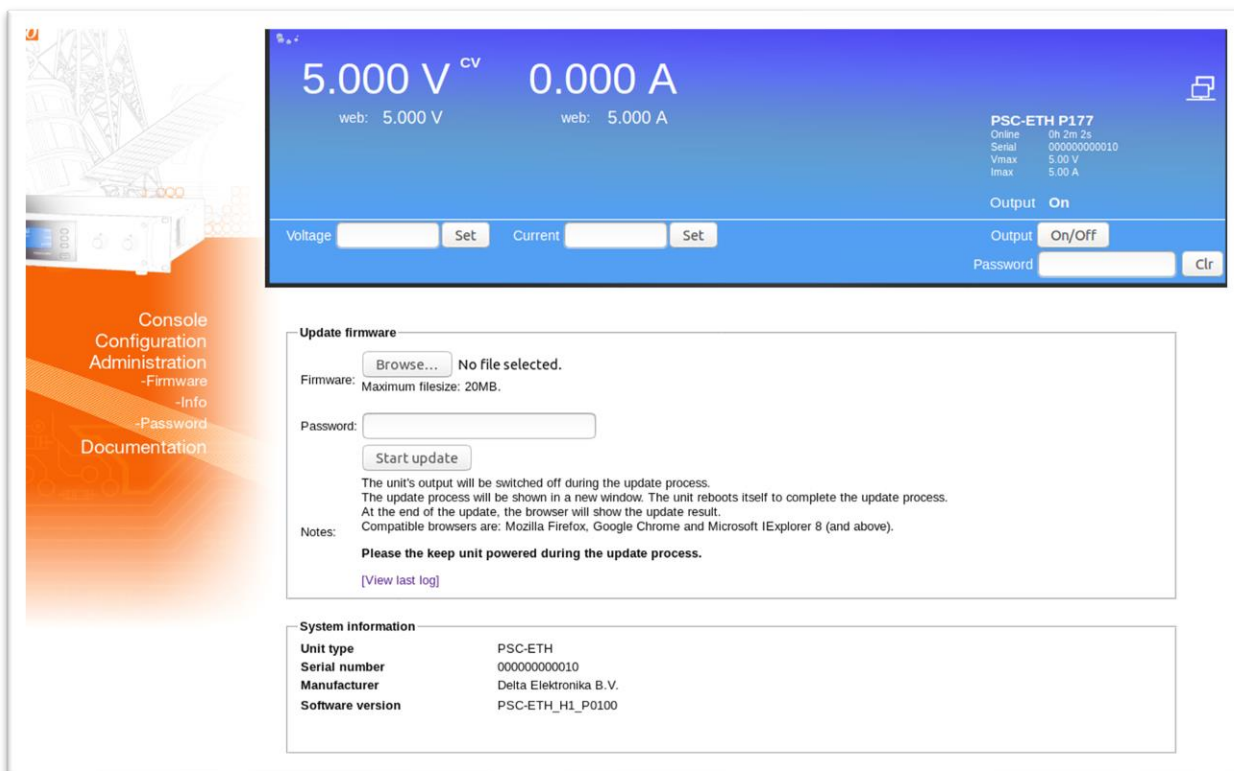 5.000 V CV 0.000 A
web: 5.000 V web: 5.000 A
PSC-ETH P177
Online 0h 2m 2s
Serial 000000000010
Vmax 5.00 V
Imax 5.00 A
Output On
Voltage Set Current Set Output On/Off
Password Clr
Console
Configuration
Administration
-Firmware
-Info
-Password
Documentation
Update firmware
Firmware: Browse... No file selected.
Maximum filesize: 20MB.
Password:
Start update
The unit's output will be switched off during the update process.
The update process will be shown in a new window. The unit reboots itself to complete the update process.
At the end of the update, the browser will show the update result.
Notes: Compatible browsers are: Mozilla Firefox, Google Chrome and Microsoft IExplorer 8 (and above).
Please the keep unit powered during the update process.
[View last log]
System information
Unit type PSC-ETH
Serial number 000000000010
Manufacturer Delta Elektronika B.V.
Software version PSC-ETH_H1_P0100